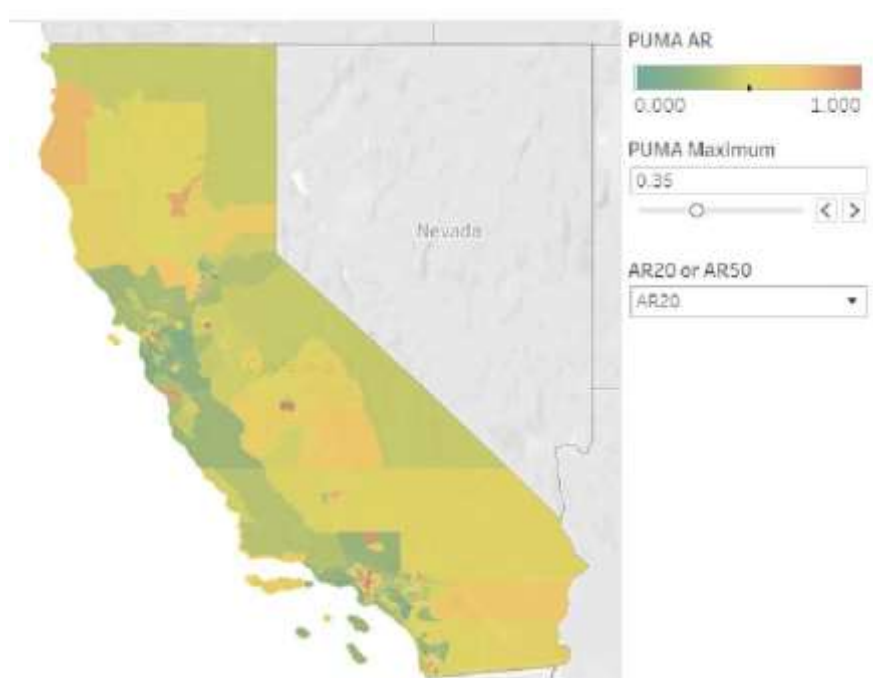 PUMA AR
0.000 1.000
PUMA Maximum
0.35
Nevada
AR20 or AR50
AR20